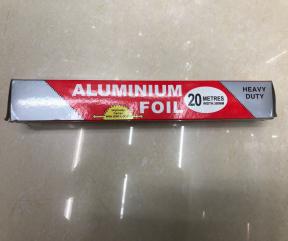 ALUMINIUM
FOIL
20 METRES
HEAVY
DUTY